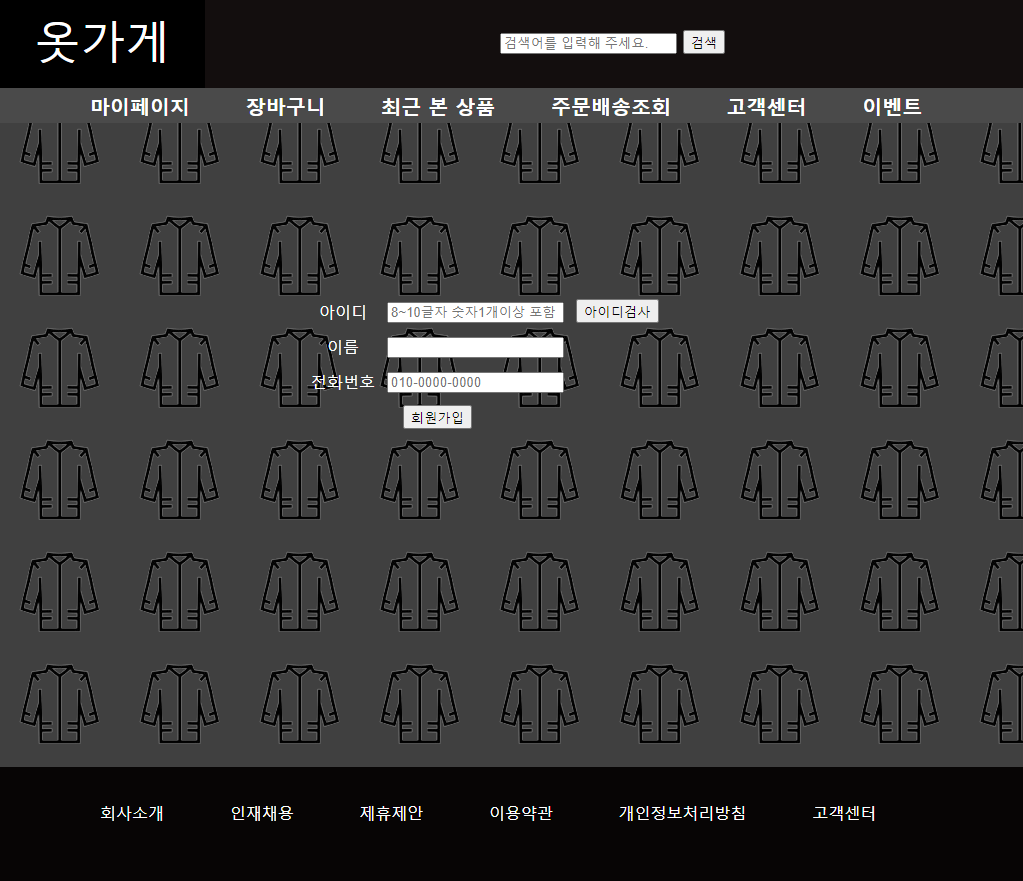 옷가게
검색어를 입력해 주세요. 검색
마이페이지 장바구니 최근 본 상품 주문배송조회 고객센터 이벤트
아이디 8~10글자 숫자1개이상 포함 아이디검사
이름
전화번호 010-0000-0000
회원가입
회사소개 인재채용 제휴제안 이용약관 개인정보처리방침 고객센터